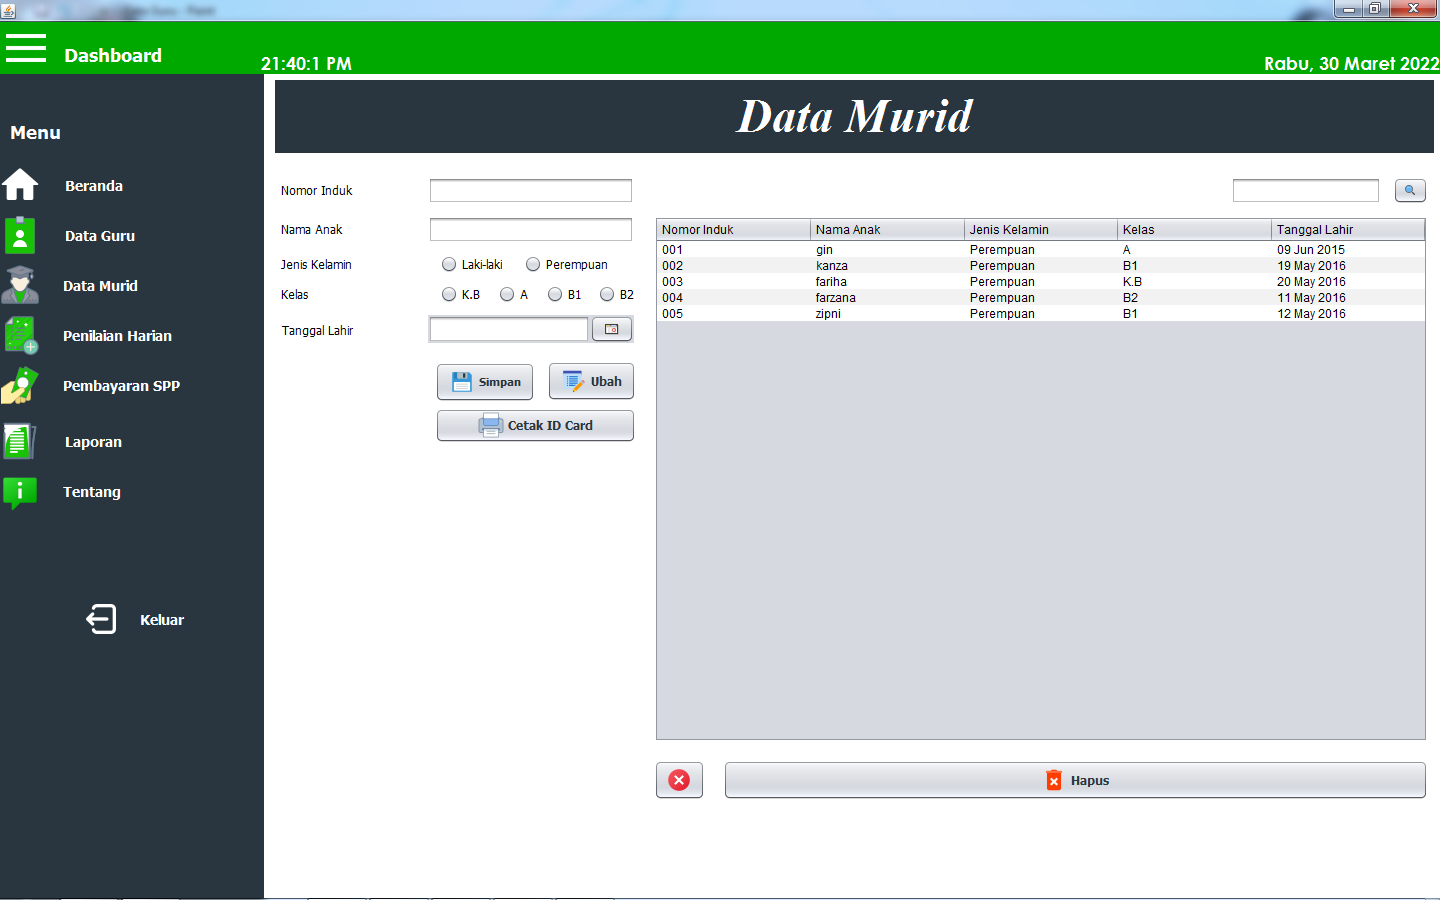 Dashboard
21:40:1 PM
Rabu, 30 Maret 2022
Menu
Beranda
Data Guru
Data Murid
Penilaian Harian
Pembayaran SPP
Laporan
Tentang
Keluar
Data Murid
Nomor Induk
Nama Anak
Jenis Kelamin Laki-laki Perempuan
Kelas K.B A B1 B2
Tanggal Lahir
Simpan Ubah
Cetak ID Card
Nomor Induk Nama Anak Jenis Kelamin Kelas Tanggal Lahir
001 gin Perempuan A 09 Jun 2015
002 kanza Perempuan B1 19 May 2016
003 fariha Perempuan K.B 20 May 2016
004 farzana Perempuan B2 11 May 2016
005 zipni Perempuan B1 12 May 2016
Hapus